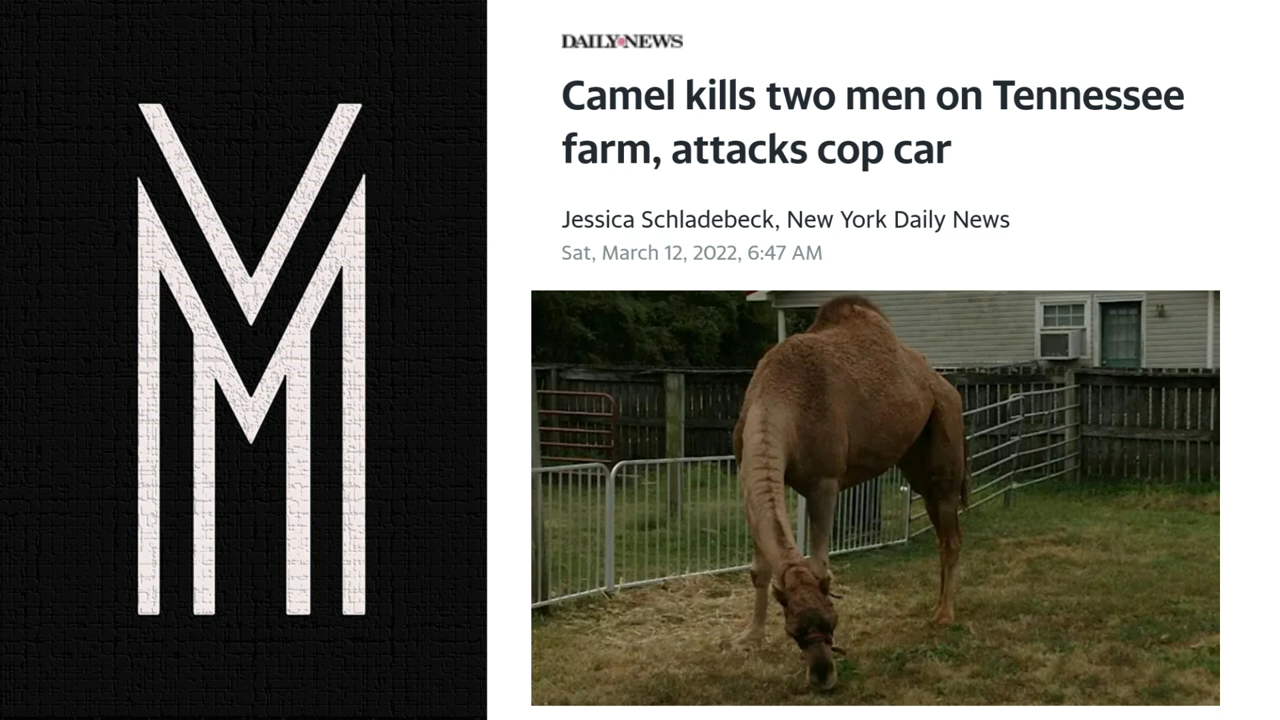 DAILY NEWS
Camel kills two men on Tennessee
farm, attacks cop car
Jessica Schladebeck, New York Daily News
Sat, March 12, 2022, 6:47 AM